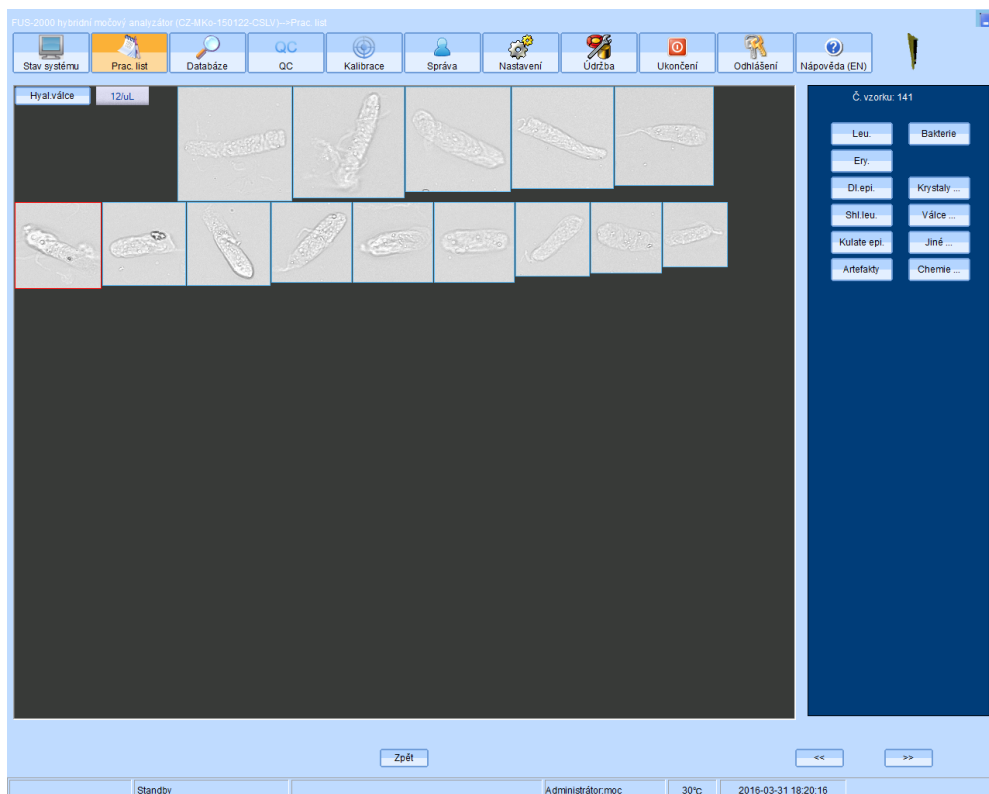 FUS-2000 hybridní močový analyzátor (CZ-MKo-150122-CSLV)-->Prac. list
Stav systému
Prac. list
Databáze
QC
QC
Kalibrace
Správa
Nastavení
Údržba
Ukončení
Odhlášení
Nápověda (EN)
Hyal.válce 12/uL
Č. vzorku: 141
Leu. Bakterie
Ery.
Dl.epi. Krystaly ...
Shl.leu. Válce ...
Kulate epi. Jiné ...
Artefakty Chemie ...
Zpět << >>
Standby Administrátor:moc 30°C 2016-03-31 18:20:16